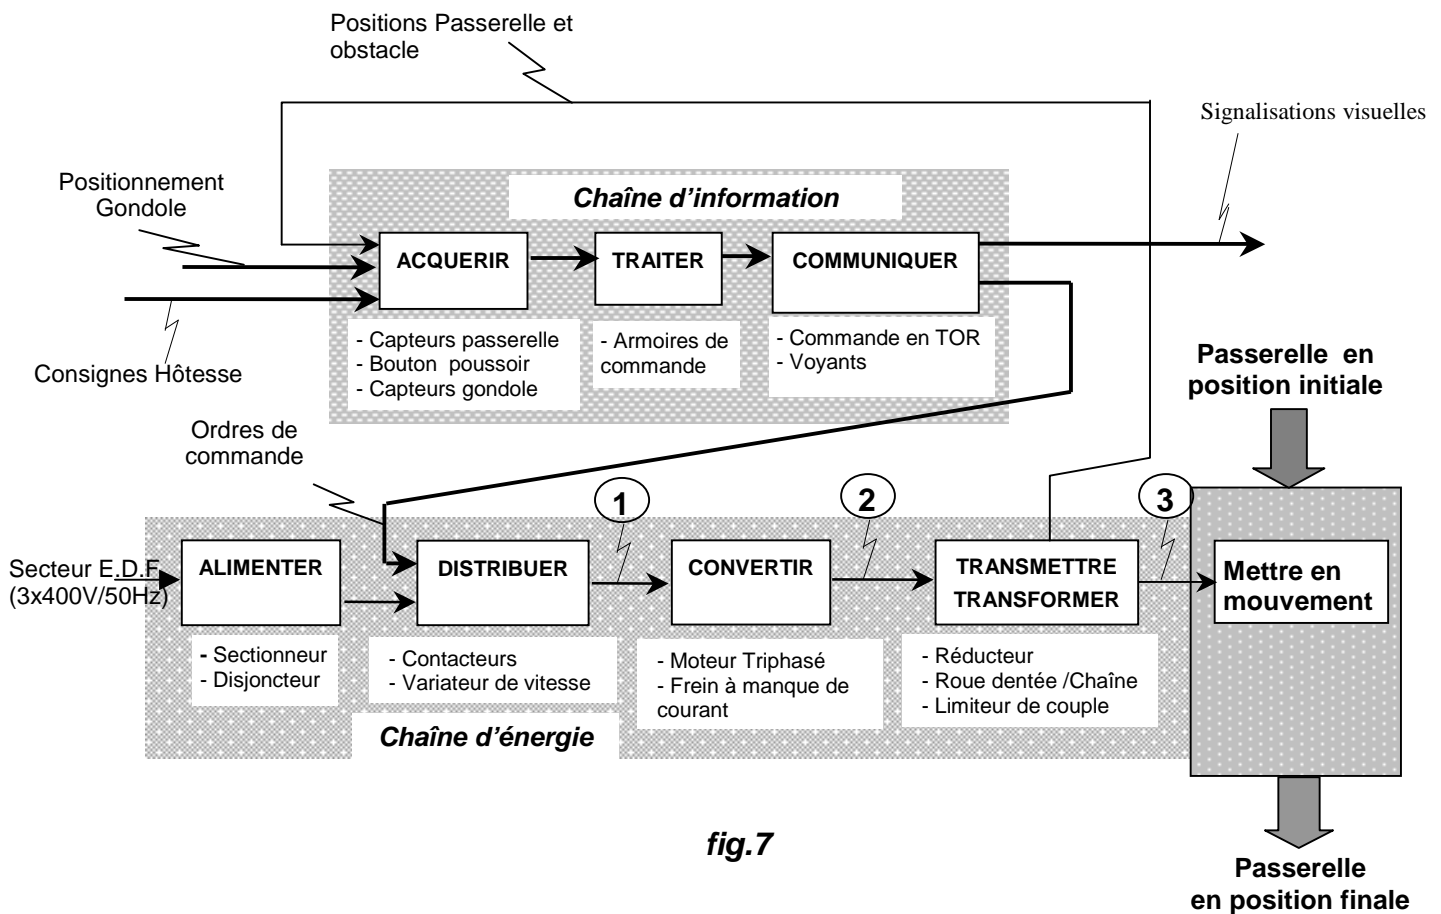 Positions Passerelle et
obstacle
Signalisations visuelles
Positionnement
Gondole
Chaîne d'information
ACQUERIR
TRAITER
COMMUNIQUER
- Capteurs passerelle
- Bouton poussoir
- Capteurs gondole
- Armoires de
commande
- Commande en TOR
- Voyants
Consignes Hôtesse
Passerelle en
position initiale
Ordres de
commande
1
2
3
Secteur E.D.F
(3x400V/50Hz)
ALIMENTER
DISTRIBUER
CONVERTIR
TRANSMETTRE
TRANSFORMER
Mettre en
mouvement
- Sectionneur
- Disjoncteur
- Contacteurs
- Variateur de vitesse
- Moteur Triphasé
- Frein à manque de
courant
- Réducteur
- Roue dentée /Chaîne
- Limiteur de couple
Chaîne d'énergie
fig.7
Passerelle
en position finale